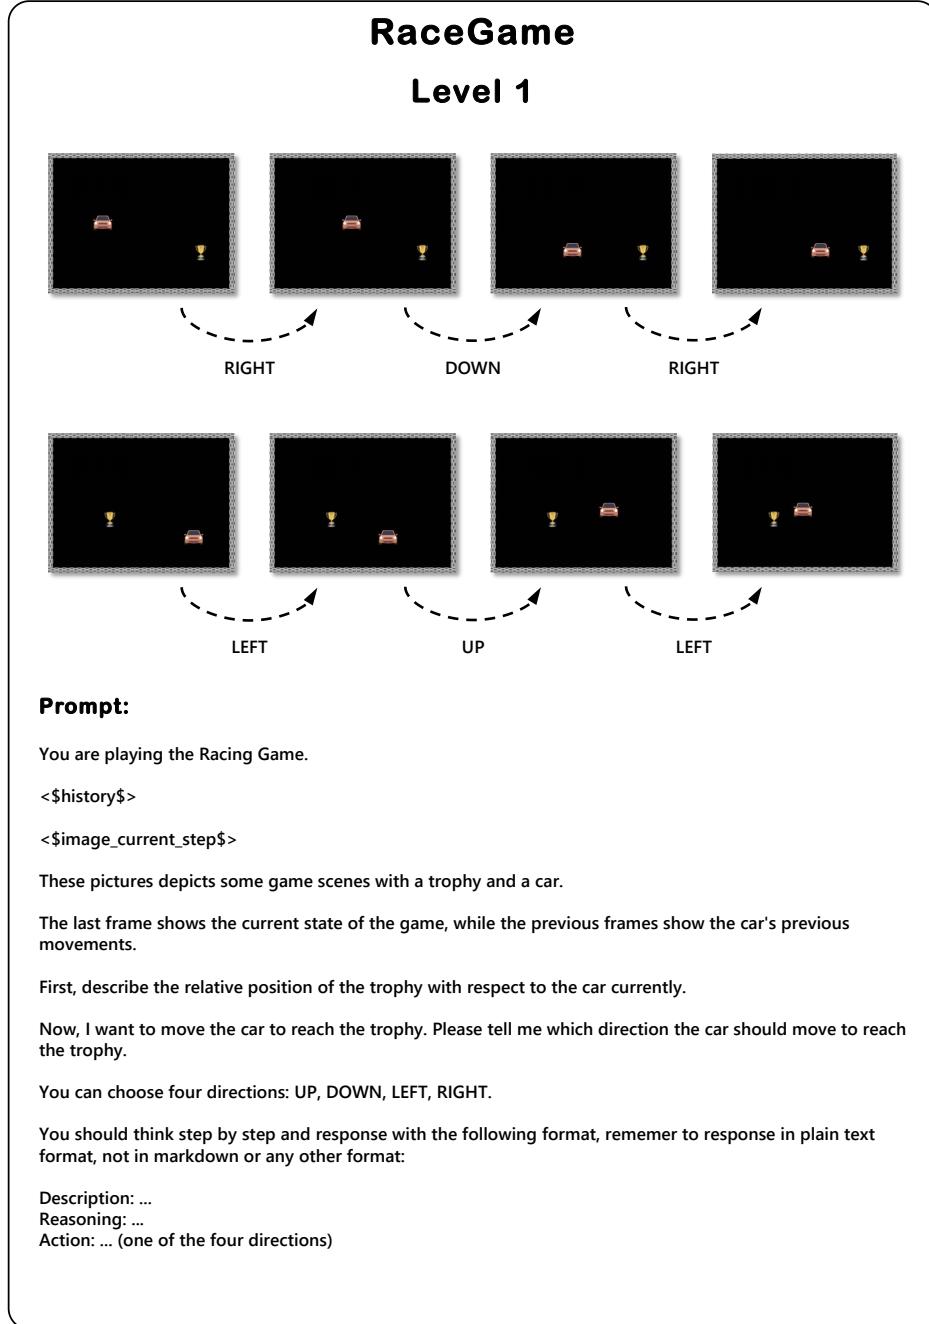 RaceGame
Level 1
RIGHT
DOWN
RIGHT
LEFT
UP
LEFT
Prompt:
You are playing the Racing Game.
<$history$>
<$image_current_step$>
These pictures depicts some game scenes with a trophy and a car.
The last frame shows the current state of the game, while the previous frames show the car's previous
movements.
First, describe the relative position of the trophy with respect to the car currently.
Now, I want to move the car to reach the trophy. Please tell me which direction the car should move to reach
the trophy.
You can choose four directions: UP, DOWN, LEFT, RIGHT.
You should think step by step and response with the following format, rememer to response in plain text
format, not in markdown or any other format:
Description: ...
Reasoning: ...
Action: ... (one of the four directions)